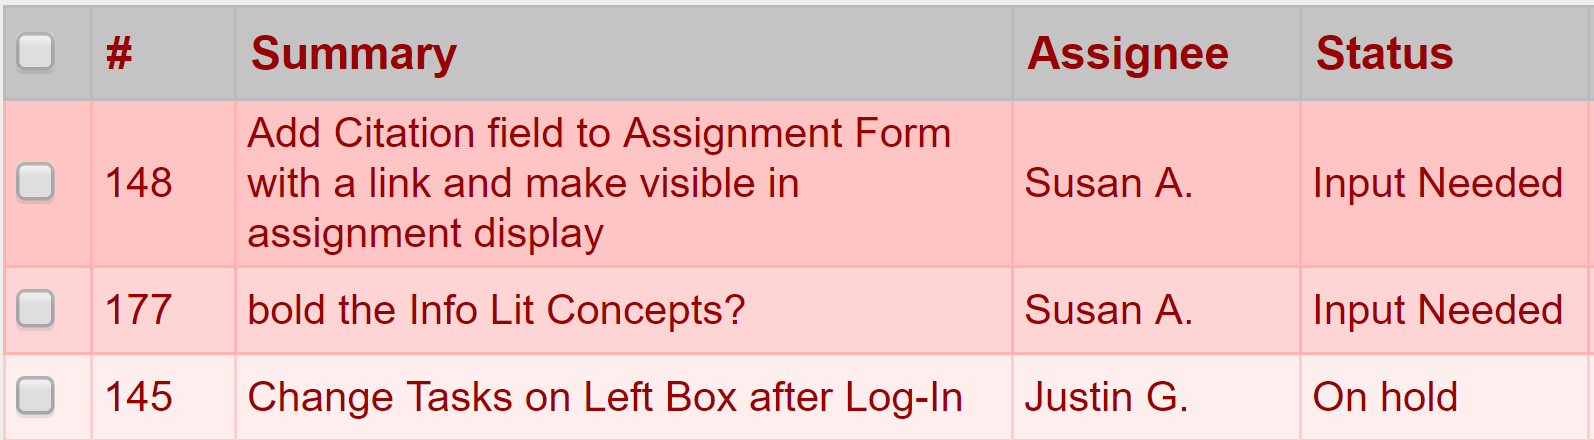 # Summary Assignee Status
Add Citation field to Assignment Form
148 with a link and make visible in Susan A. Input Needed
assignment display
177 bold the Info Lit Concepts? Susan A. Input Needed
145 Change Tasks on Left Box after Log-In Justin G. On hold